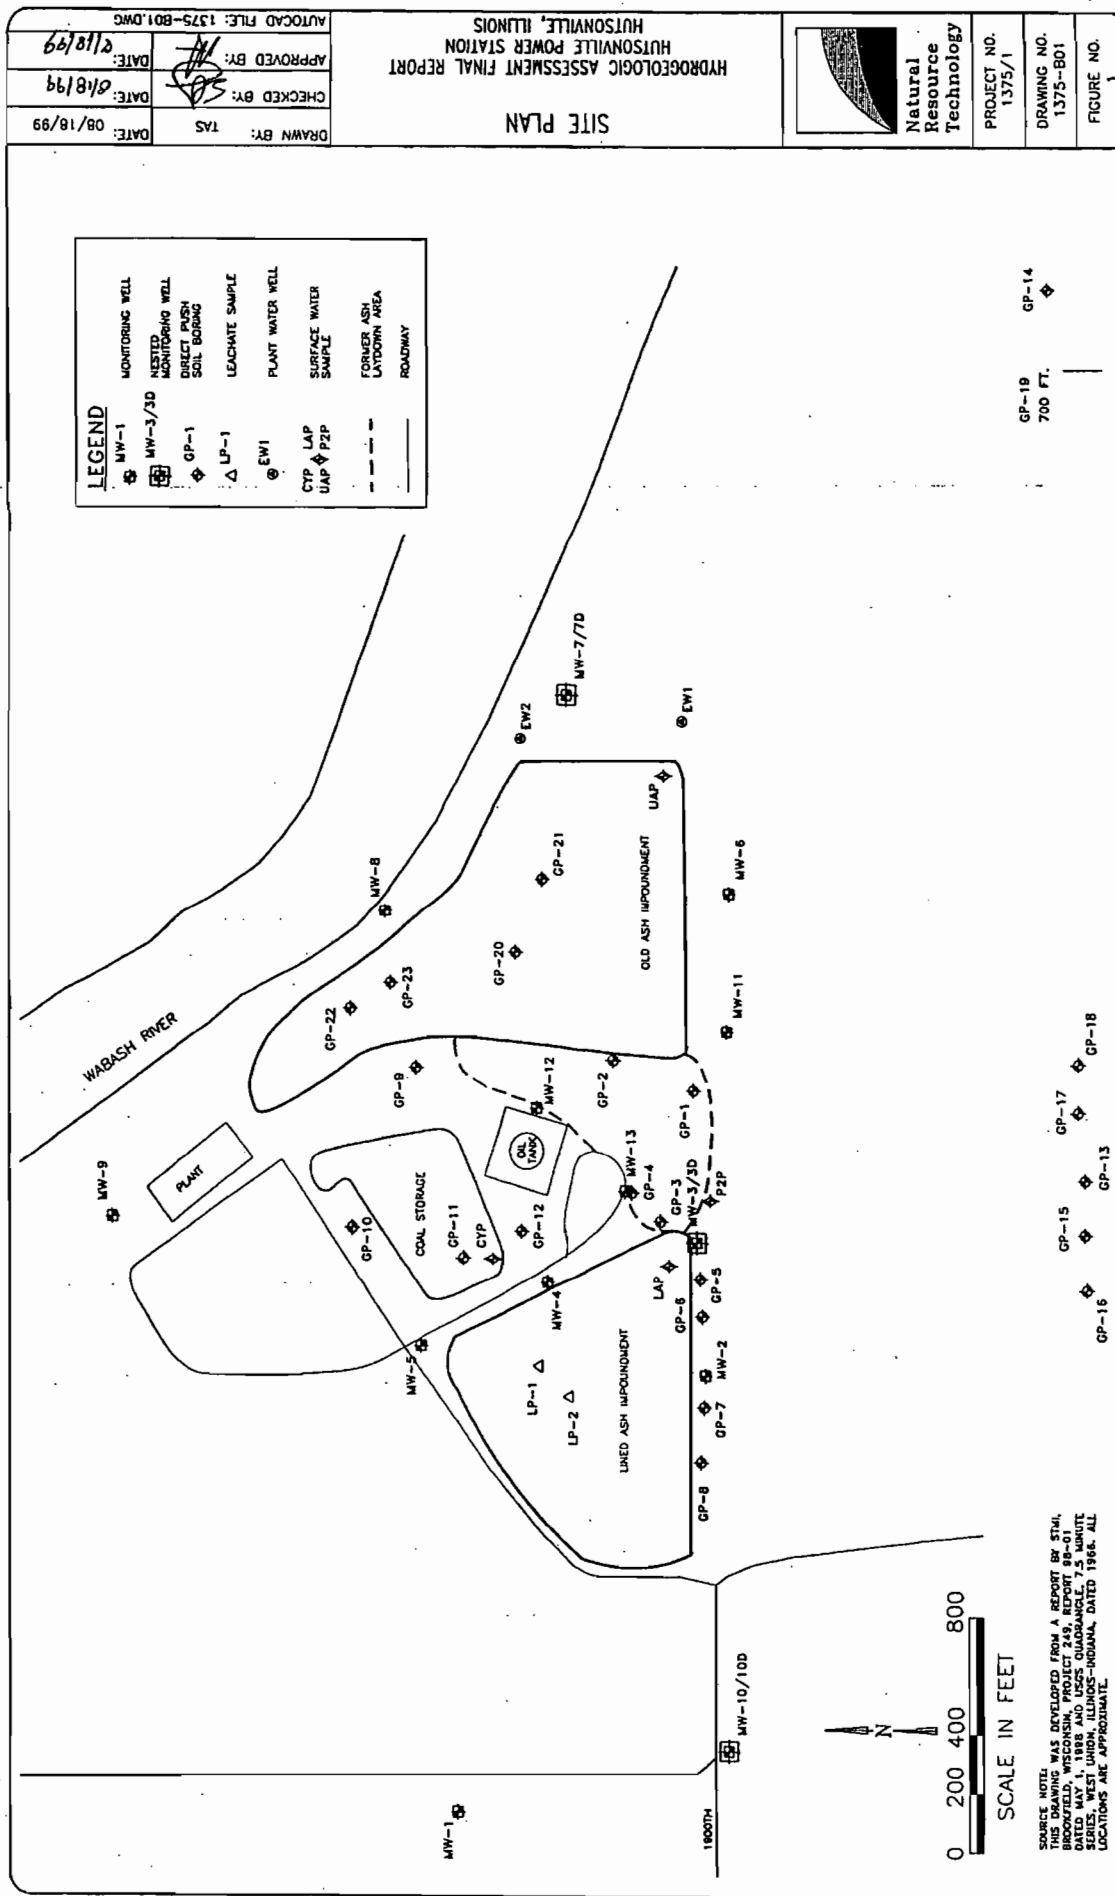 LEGEND
MW-1 MONITORING WELL
MW-3/3D NESTED
MONITORING WELL
GP-1 DIRECT PUSH
SOIL BORING
LP-1 LEACHATE SAMPLE
EW1 PLANT WATER WELL
CYP LAP SURFACE WATER
UAP P2P SAMPLE
FORMER ASH
LAYDOWN AREA
ROADWAY
WABASH RIVER
MW-9
PLANT
MW-8
GP-22
GP-23
GP-9
GP-10
COAL STORAGE
GP-11
CYP
GP-12
OIL
TANK
MW-12
GP-20
GP-21
EW2
MW-7/7D
EW1
UAP
OLD ASH IMPOUNDMENT
MW-6
MW-11
GP-2
GP-1
MW-13
GP-4
GP-3
MW-3/3D
P2P
MW-5
MW-4
LP-1
LP-2
LINED ASH IMPOUNDMENT
LAP
GP-6
GP-5
MW-2
GP-7
GP-8
MW-1
1900TH
MW-10/10D
N
GP-16
GP-15
GP-13
GP-17
GP-18
GP-19
700 FT.
GP-14
0 200 400 800
SCALE IN FEET
SOURCE NOTE:
THIS DRAWING WAS DEVELOPED FROM A REPORT BY STMI,
BROOKFIELD, WISCONSIN, PROJECT 249, REPORT 98-01
DATED MAY 1, 1998 AND USGS QUADRANGLE, 7.5 MINUTE
SERIES, WEST UNION, ILLINOIS-INDIANA, DATED 1966. ALL
LOCATIONS ARE APPROXIMATE.
Natural
Resource
Technology
PROJECT NO.
1375/1
DRAWING NO.
1375-B01
FIGURE NO.
1
SITE PLAN
HYDROGEOLOGIC ASSESSMENT FINAL REPORT
HUTSONVILLE POWER STATION
HUTSONVILLE, ILLINOIS
DRAWN BY: TAS DATE: 08/18/99
CHECKED BY: DATE: 8/18/99
APPROVED BY: DATE:
AUTOCAD FILE: 1375-B01.DWG